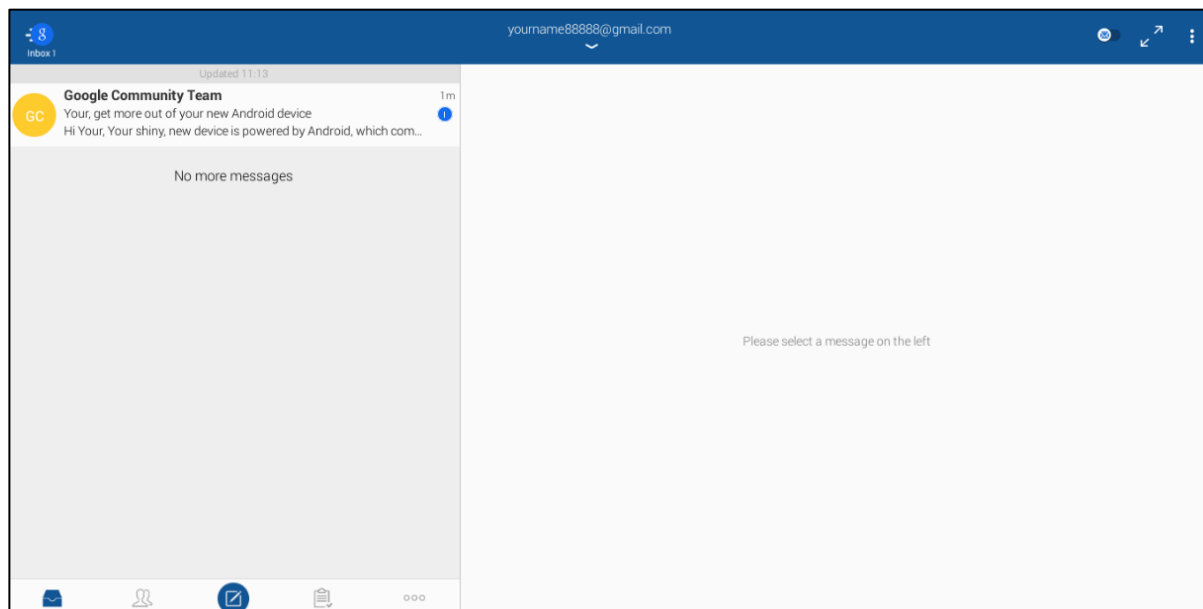 8
Inbox 1
yourname88888@gmail.com
Updated 11:13
GC
Google Community Team
1m
Your, get more out of your new Android device
Hi Your, Your shiny, new device is powered by Android, which com...
No more messages
Please select a message on the left